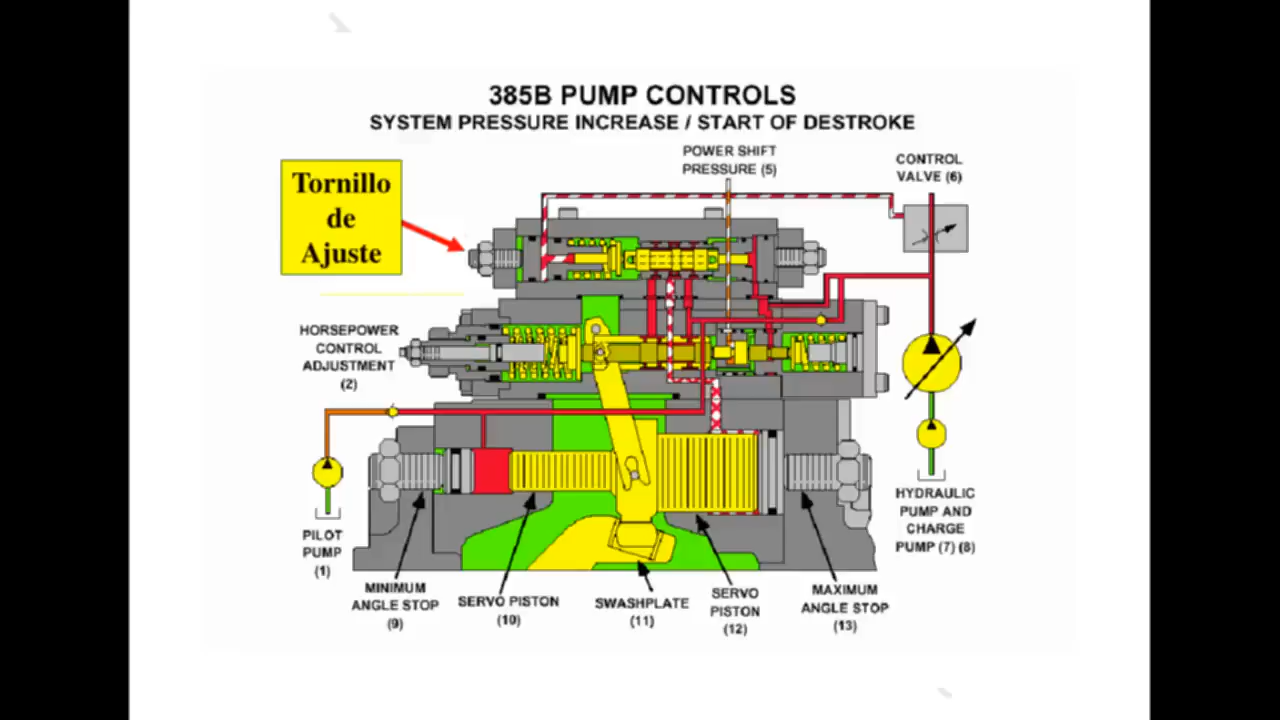 385B PUMP CONTROLS
SYSTEM PRESSURE INCREASE / START OF DESTROKE
POWER SHIFT
PRESSURE (5)
CONTROL
VALVE (6)
Tornillo
de
Ajuste
HORSEPOWER
CONTROL
ADJUSTMENT
(2)
PILOT
PUMP
(1)
MINIMUM
ANGLE STOP
(9)
SERVO PISTON
(10)
SWASHPLATE
(11)
SERVO
PISTON
(12)
MAXIMUM
ANGLE STOP
(13)
HYDRAULIC
PUMP AND
CHARGE
PUMP (7) (8)